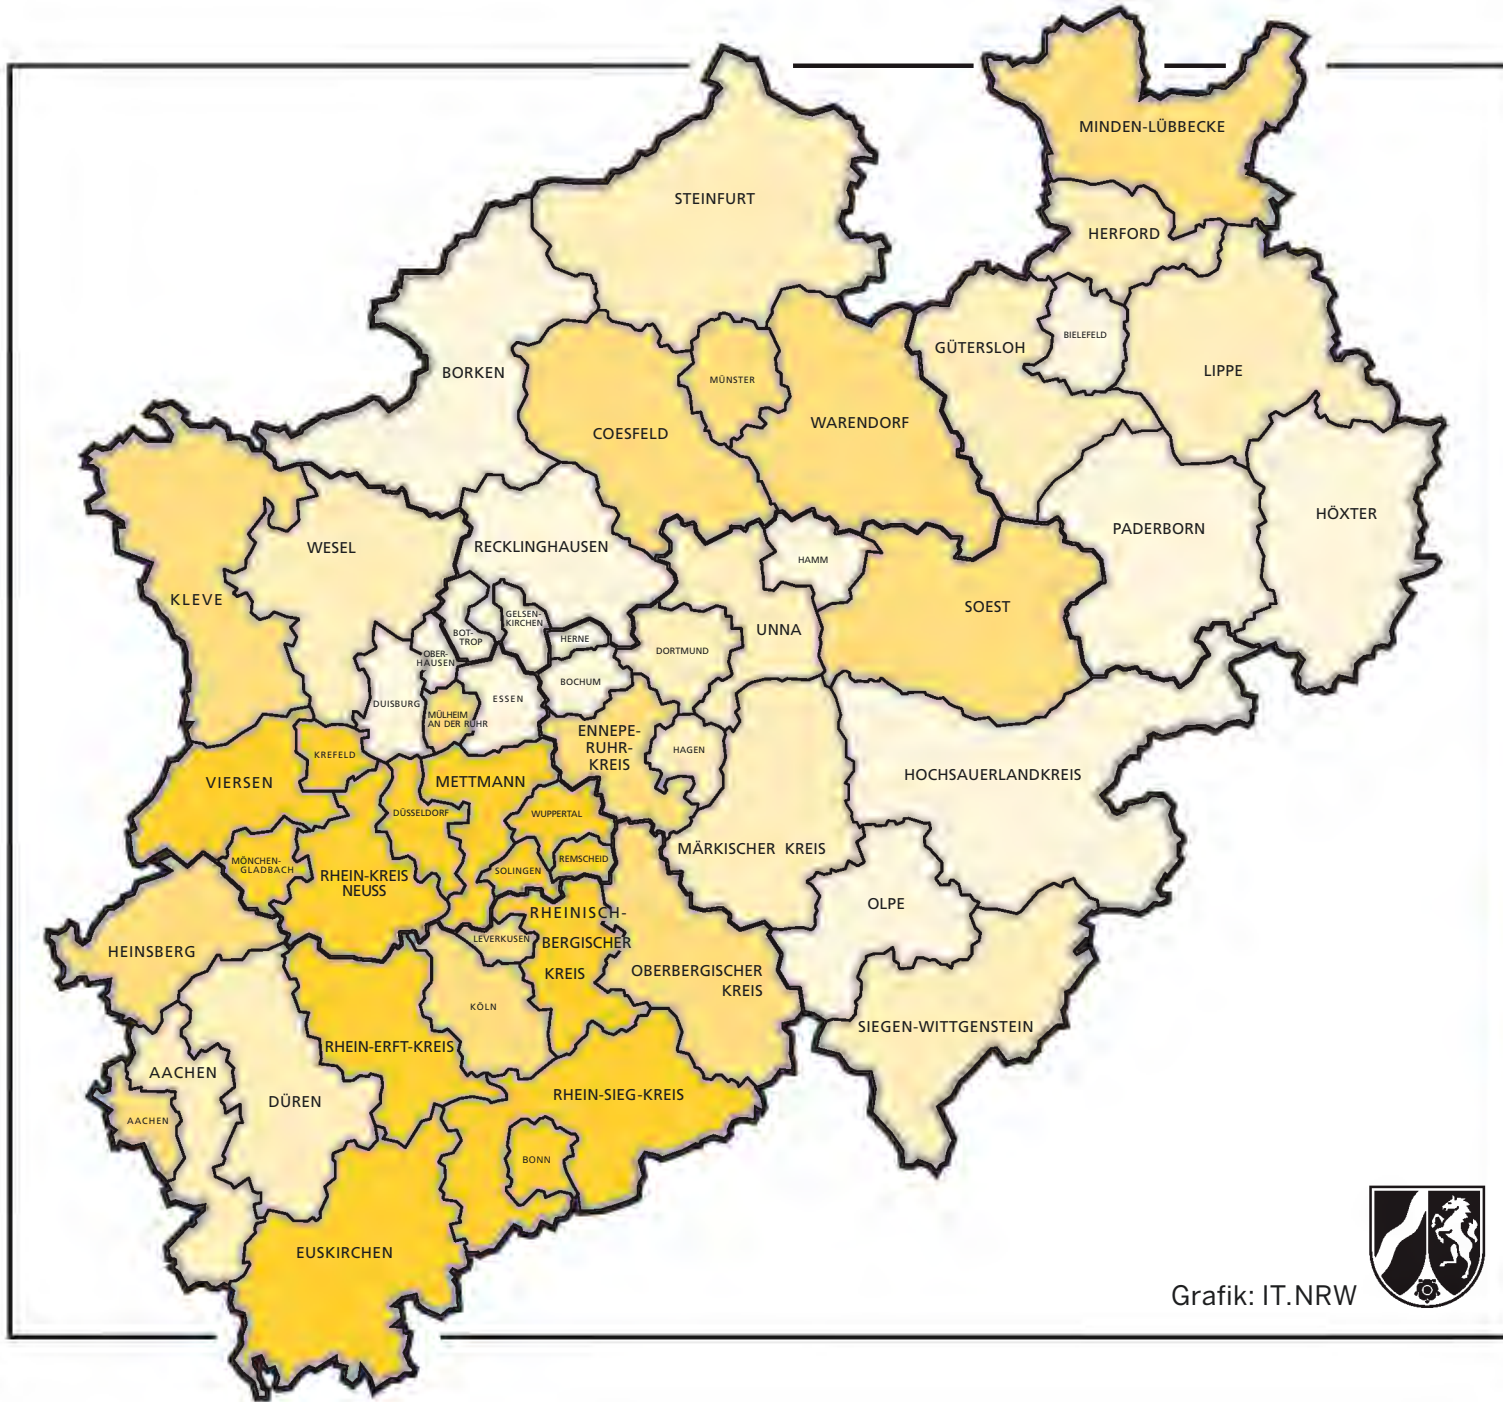 MINDEN-LÜBBECKE
STEINFURT
HERFORD
BIELEFELD
GÜTERSLOH
LIPPE
BORKEN
MÜNSTER
WARENDORF
COESFELD
HÖXTER
PADERBORN
WESEL
RECKLINGHAUSEN
HAMM
KLEVE
SOEST
GELSEN-
KIRCHEN
UNNA
BOT-
TROP
HERNE
DORTMUND
OBER-
HAUSEN
BOCHUM
DUISBURG
ESSEN
MÜLHEIM
AN DER RUHR
ENNEPE-
RUHR-
KREIS
HAGEN
KREFELD
VIERSEN
METTMANN
HOCHSAUERLANDKREIS
DÜSSELDORF
WUPPERTAL
MÄRKISCHER KREIS
MÖNCHEN-
GLADBACH
REMSCHEID
SOLINGEN
RHEIN-KREIS
NEUSS
OLPE
RHEINISCH-
BERGISCHER
KREIS
LEVERKUSEN
HEINSBERG
OBERBERGISCHER
KREIS
KÖLN
SIEGEN-WITTGENSTEIN
RHEIN-ERFT-KREIS
AACHEN
DÜREN
RHEIN-SIEG-KREIS
AACHEN
BONN
EUSKIRCHEN
Grafik: IT.NRW